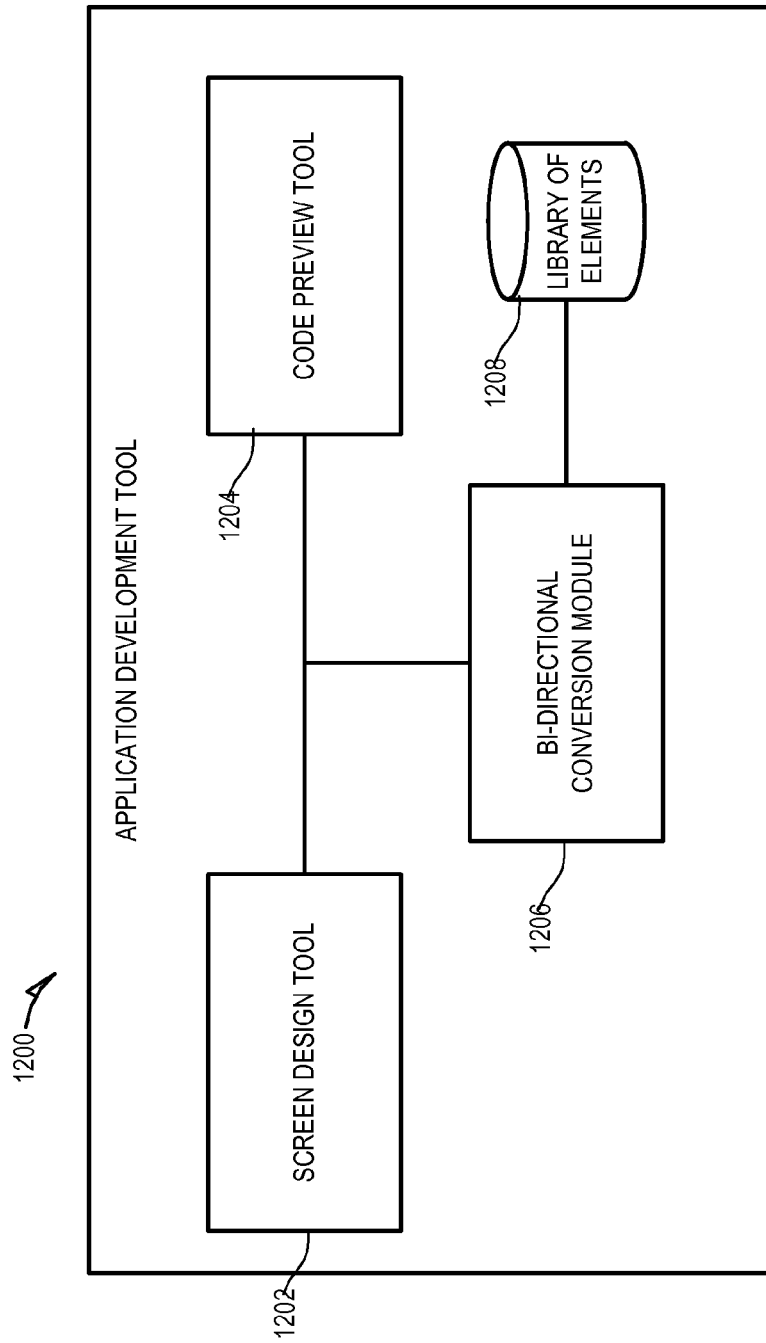 1200
APPLICATION DEVELOPMENT TOOL
1202
SCREEN DESIGN TOOL
1204
CODE PREVIEW TOOL
1206
BI-DIRECTIONAL
CONVERSION MODULE
1208
LIBRARY OF
ELEMENTS